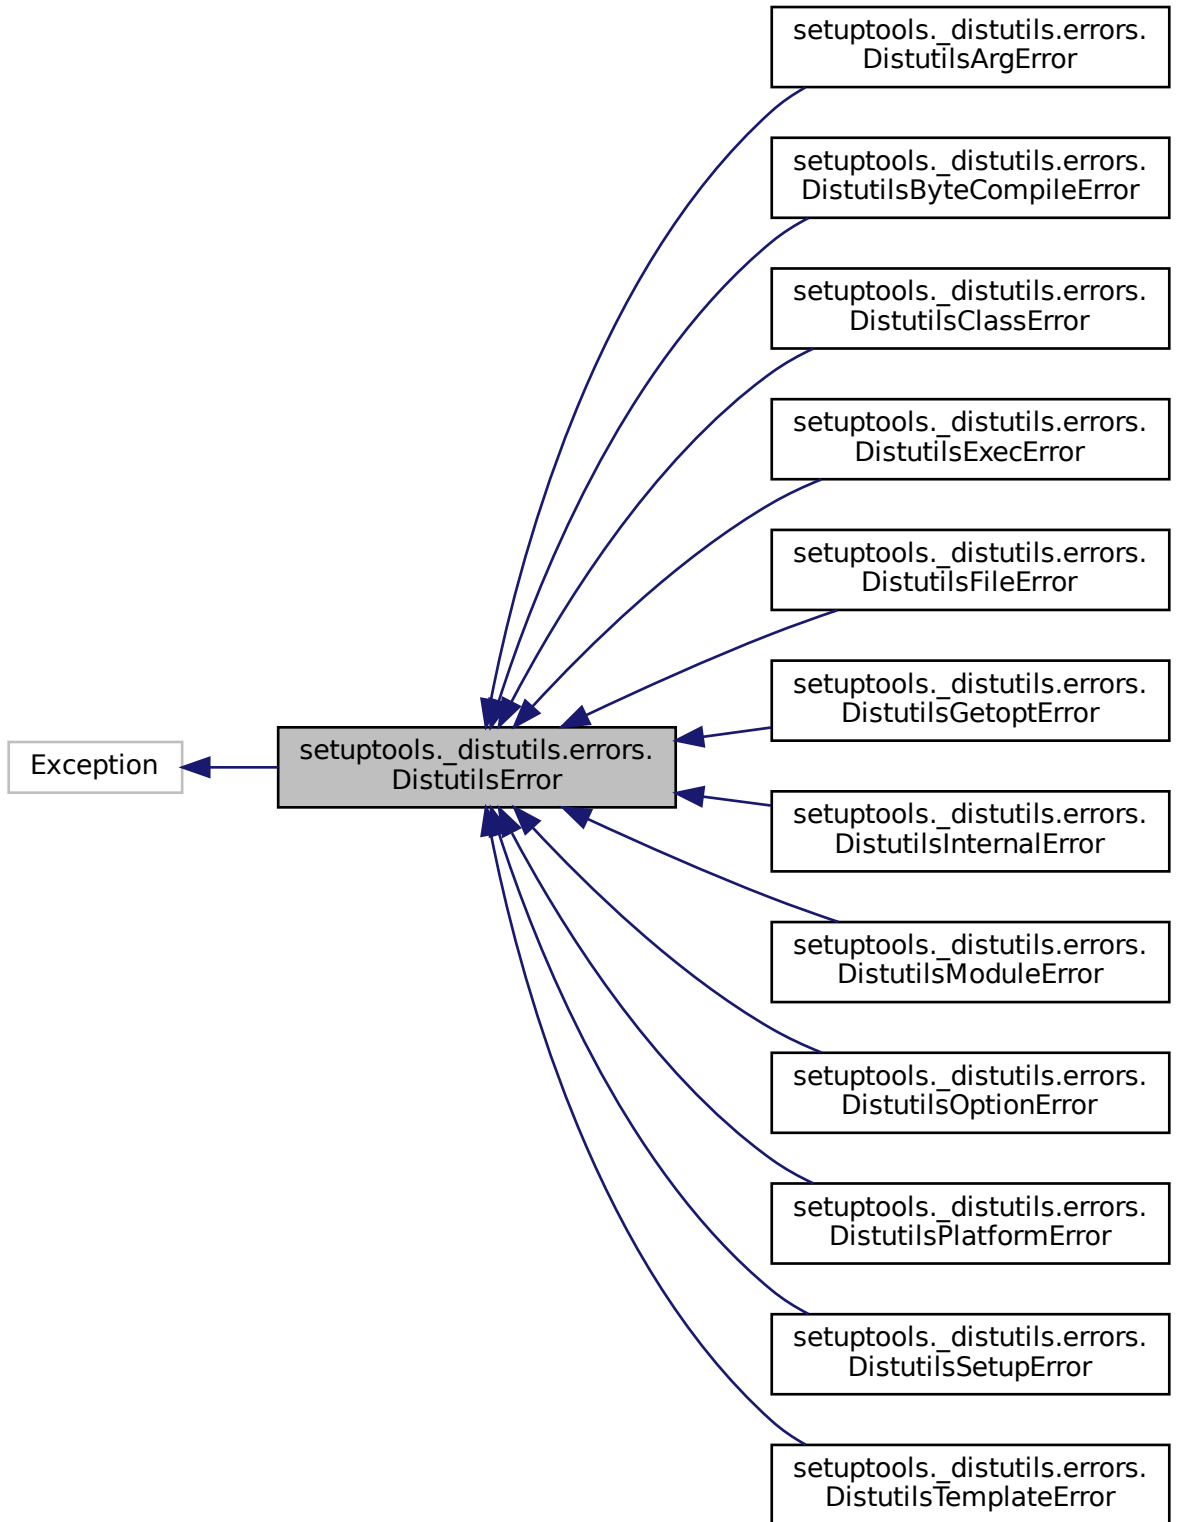 setuptools._distutils.errors.
DistutilsArgError
setuptools._distutils.errors.
DistutilsByteCompileError
setuptools._distutils.errors.
DistutilsClassError
setuptools._distutils.errors.
DistutilsExecError
setuptools._distutils.errors.
DistutilsFileError
setuptools._distutils.errors.
DistutilsGetoptError
Exception
setuptools._distutils.errors.
DistutilsError
setuptools._distutils.errors.
DistutilsInternalError
setuptools._distutils.errors.
DistutilsModuleError
setuptools._distutils.errors.
DistutilsOptionError
setuptools._distutils.errors.
DistutilsPlatformError
setuptools._distutils.errors.
DistutilsSetupError
setuptools._distutils.errors.
DistutilsTemplateError